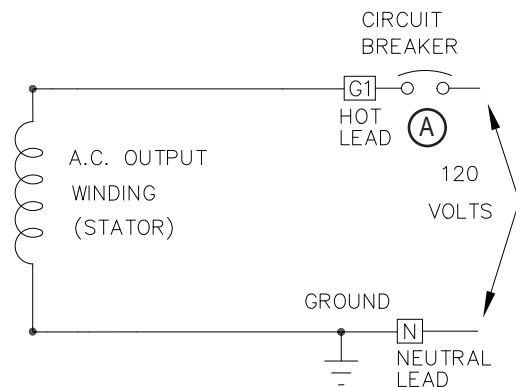 CIRCUIT
BREAKER
G1
HOT
LEAD
A
A.C. OUTPUT
WINDING
(STATOR)
120
VOLTS
GROUND
N
NEUTRAL
LEAD